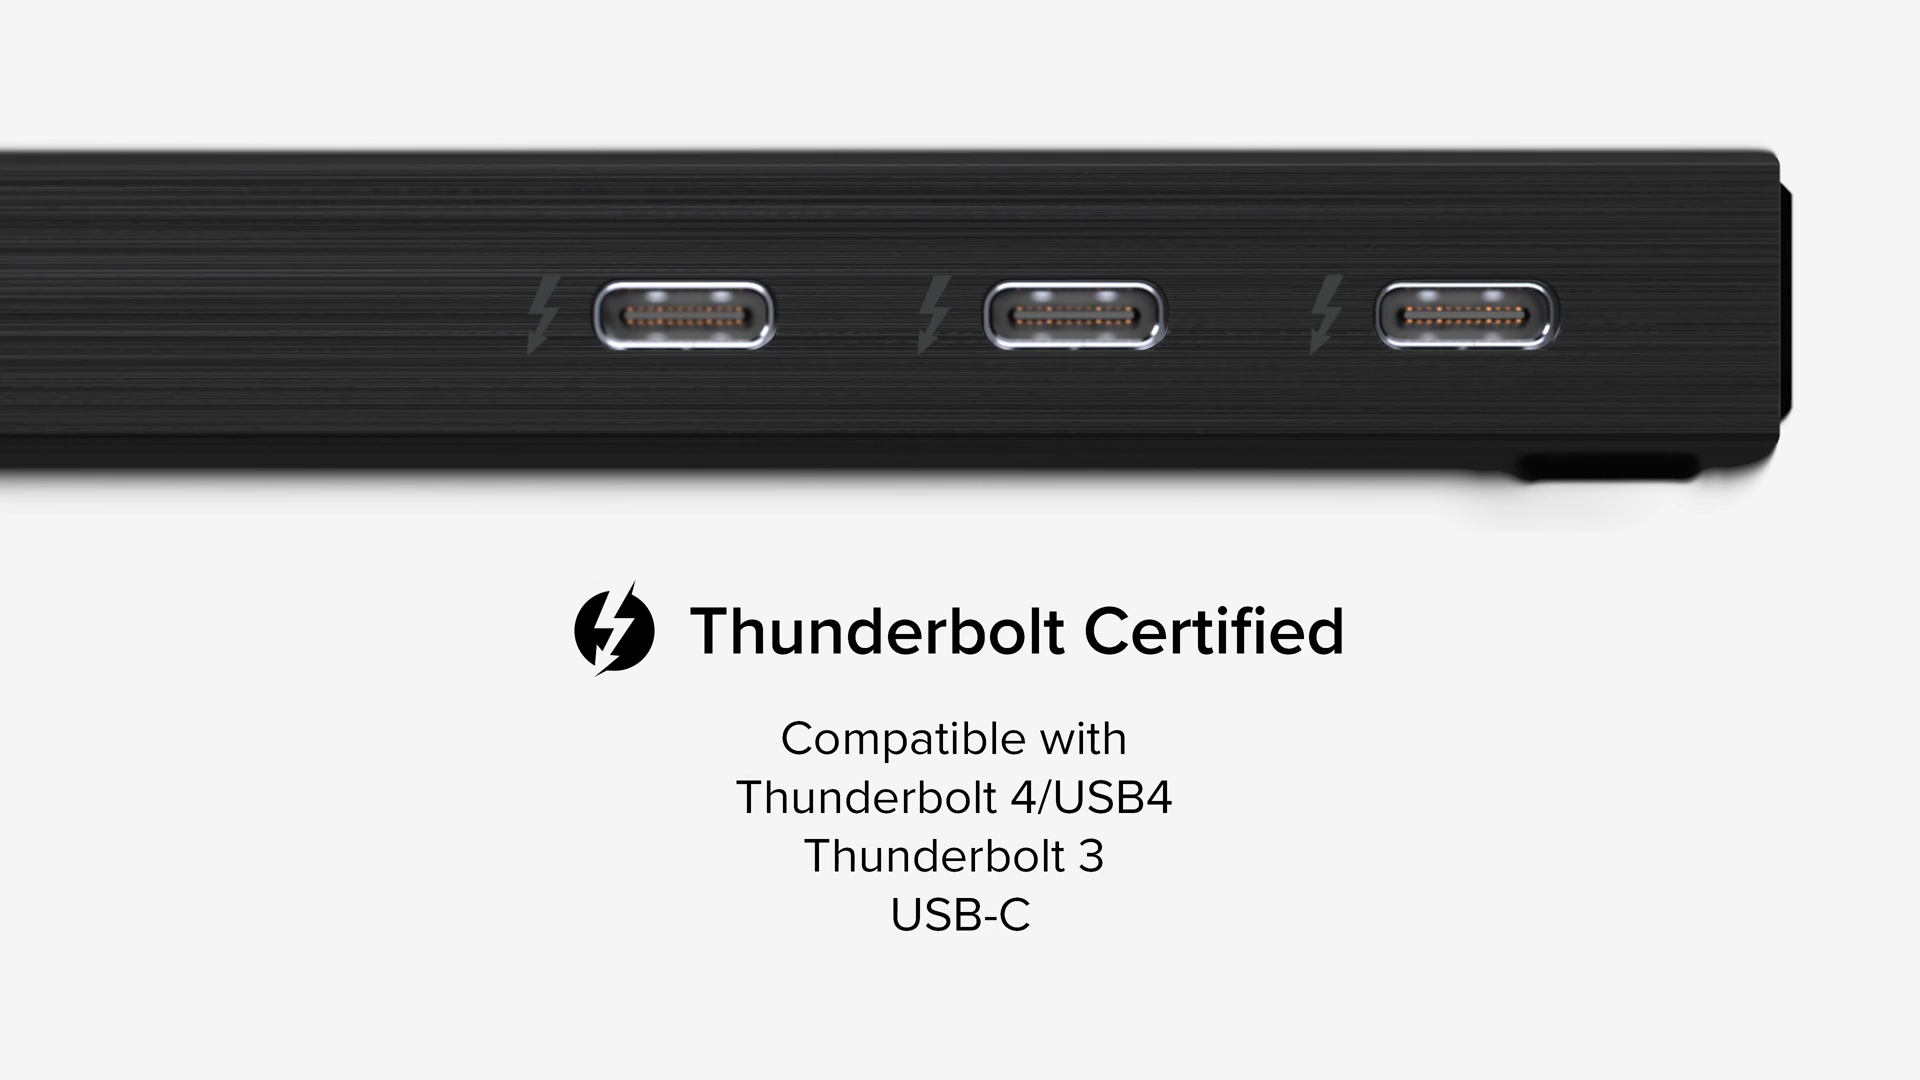 Thunderbolt Certified
Compatible with
Thunderbolt 4/USB4
Thunderbolt 3
USB-C